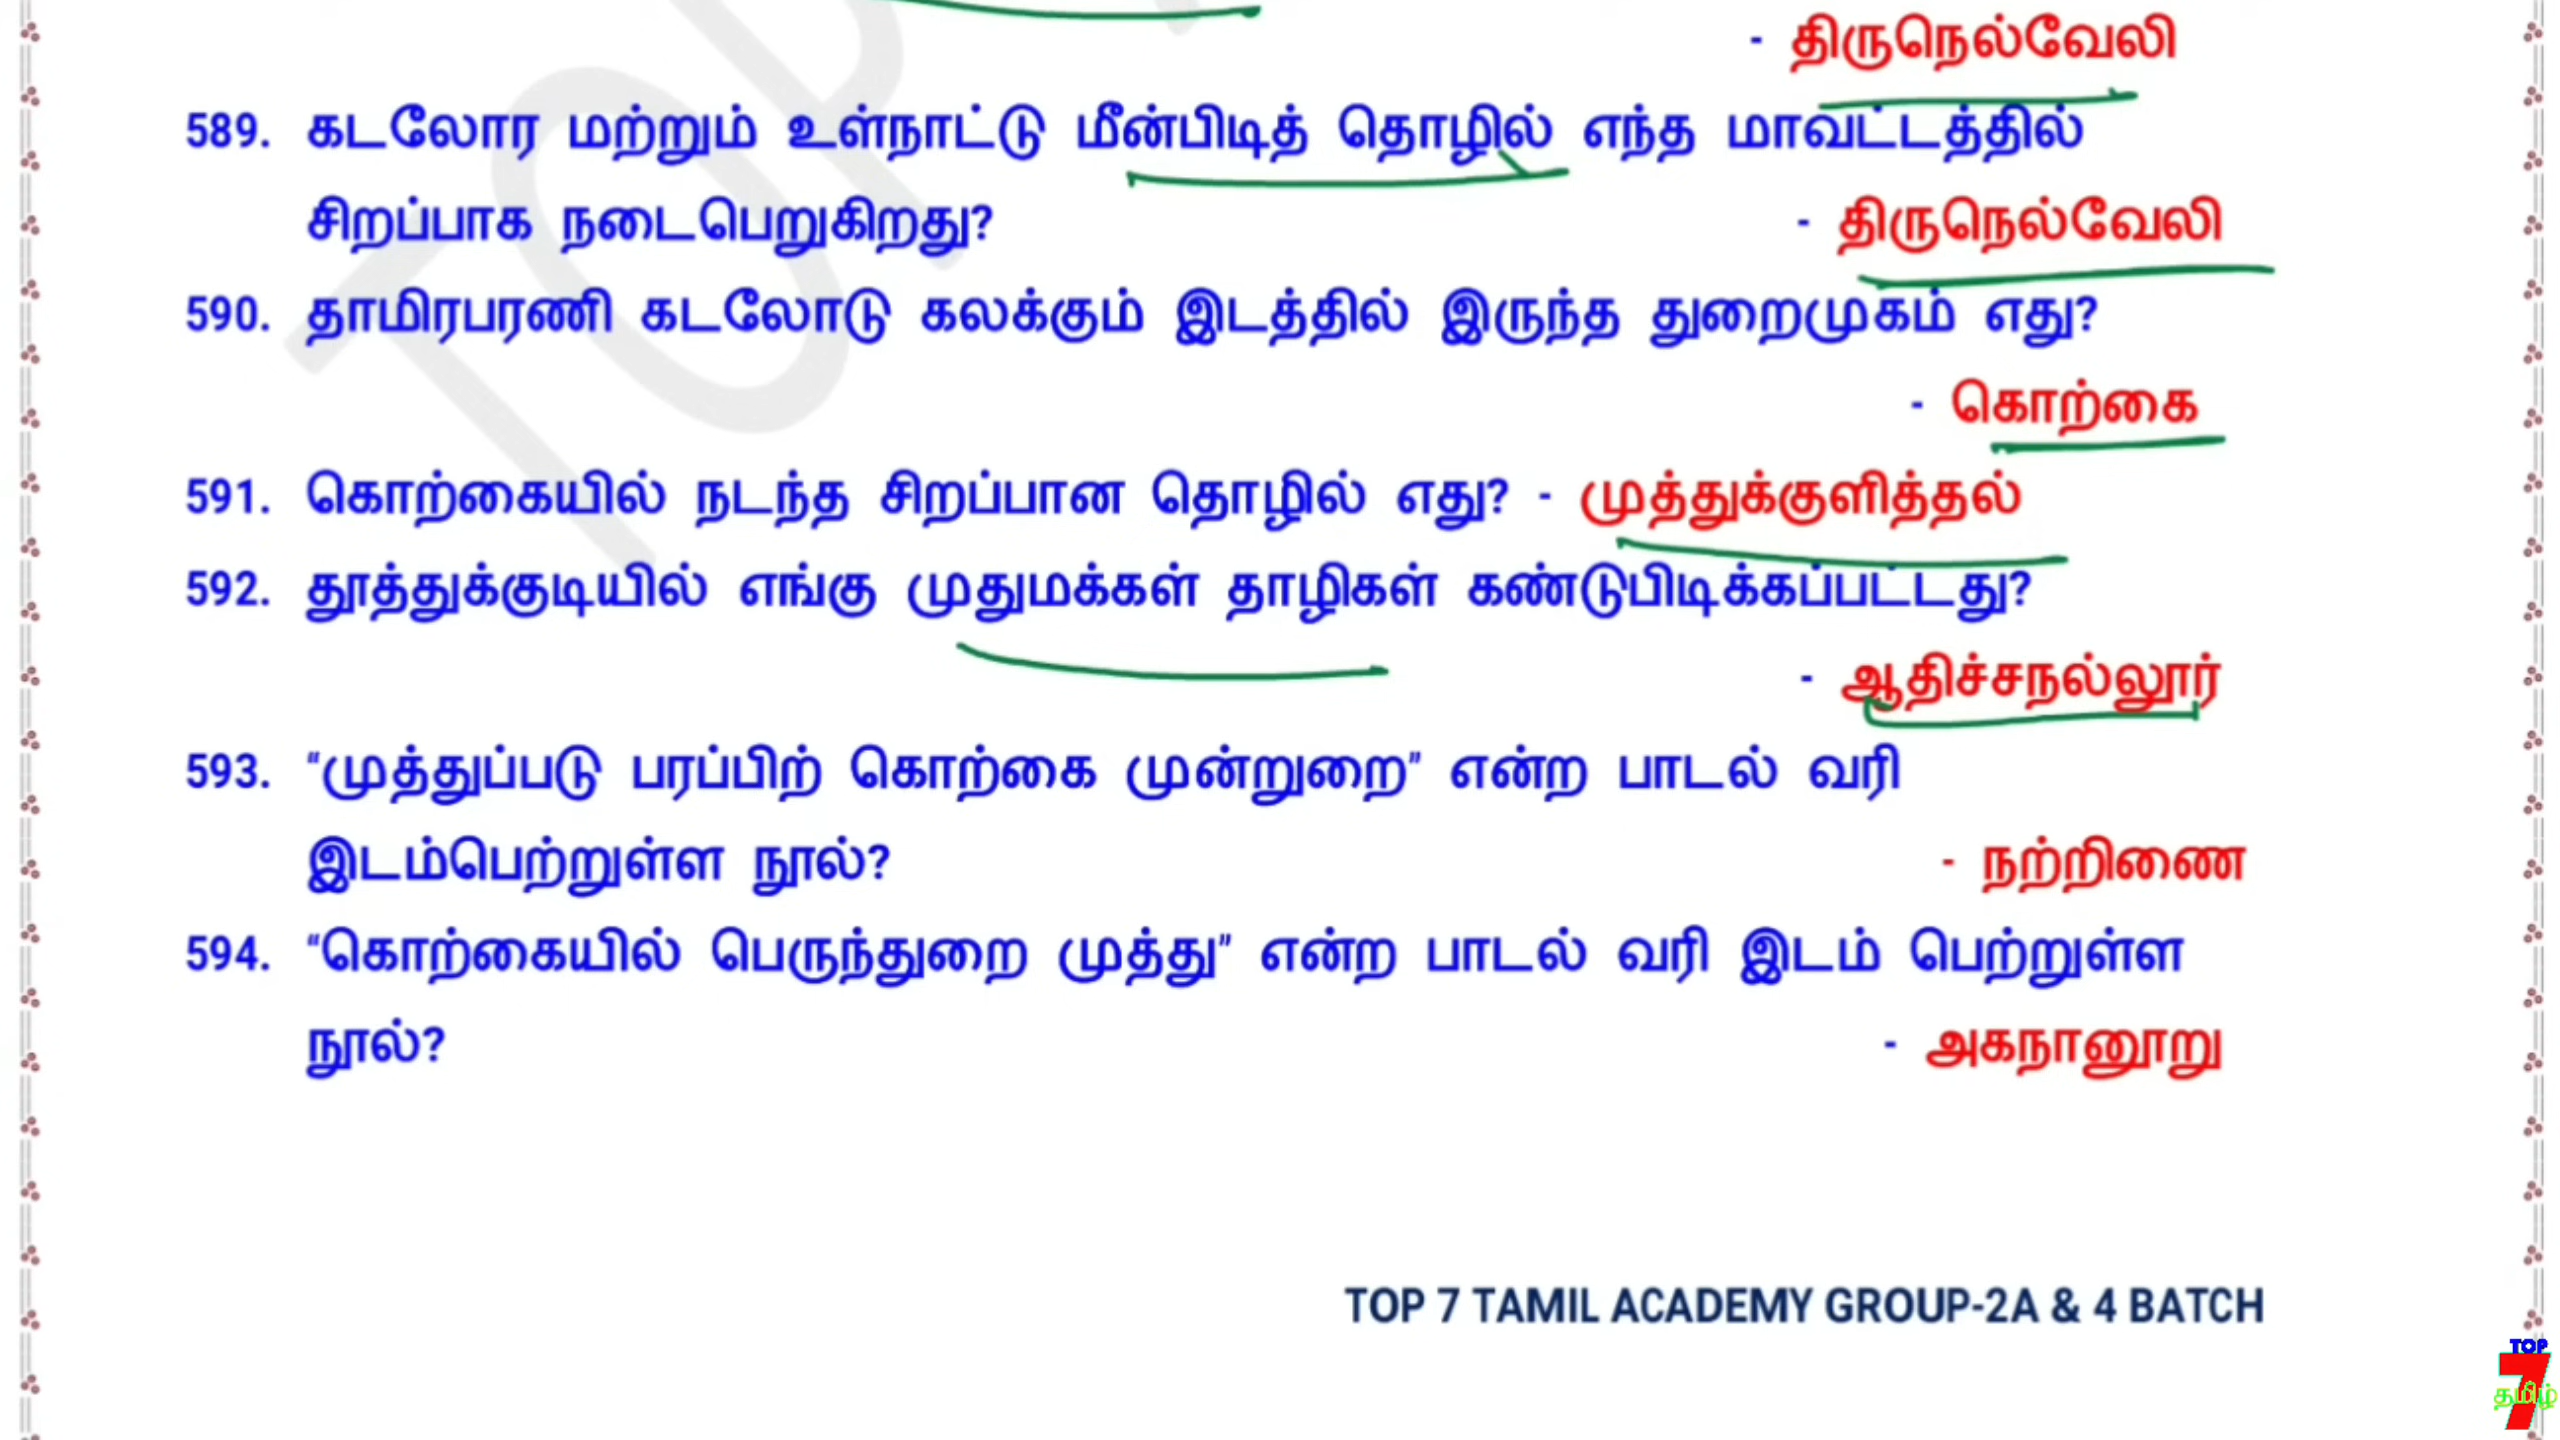 - திருநெல்வேலி
589. கடலோர மற்றும் உள்நாட்டு மீன்பிடித் தொழில் எந்த மாவட்டத்தில்
சிறப்பாக நடைபெறுகிறது? - திருநெல்வேலி
590. தாமிரபரணி கடலோடு கலக்கும் இடத்தில் இருந்த துறைமுகம் எது?
- கொற்கை
591. கொற்கையில் நடந்த சிறப்பான தொழில் எது? - முத்துக்குளித்தல்
592. தூத்துக்குடியில் எங்கு முதுமக்கள் தாழிகள் கண்டுபிடிக்கப்பட்டது?
- ஆதிச்சநல்லூர்
593. “முத்துப்படு பரப்பிற் கொற்கை முன்றுறை” என்ற பாடல் வரி
இடம்பெற்றுள்ள நூல்? - நற்றிணை
594. “கொற்கையில் பெருந்துறை முத்து” என்ற பாடல் வரி இடம் பெற்றுள்ள
நூல்? - அகநானூறு
TOP 7 TAMIL ACADEMY GROUP-2A & 4 BATCH
TOP
7
தமிழ்